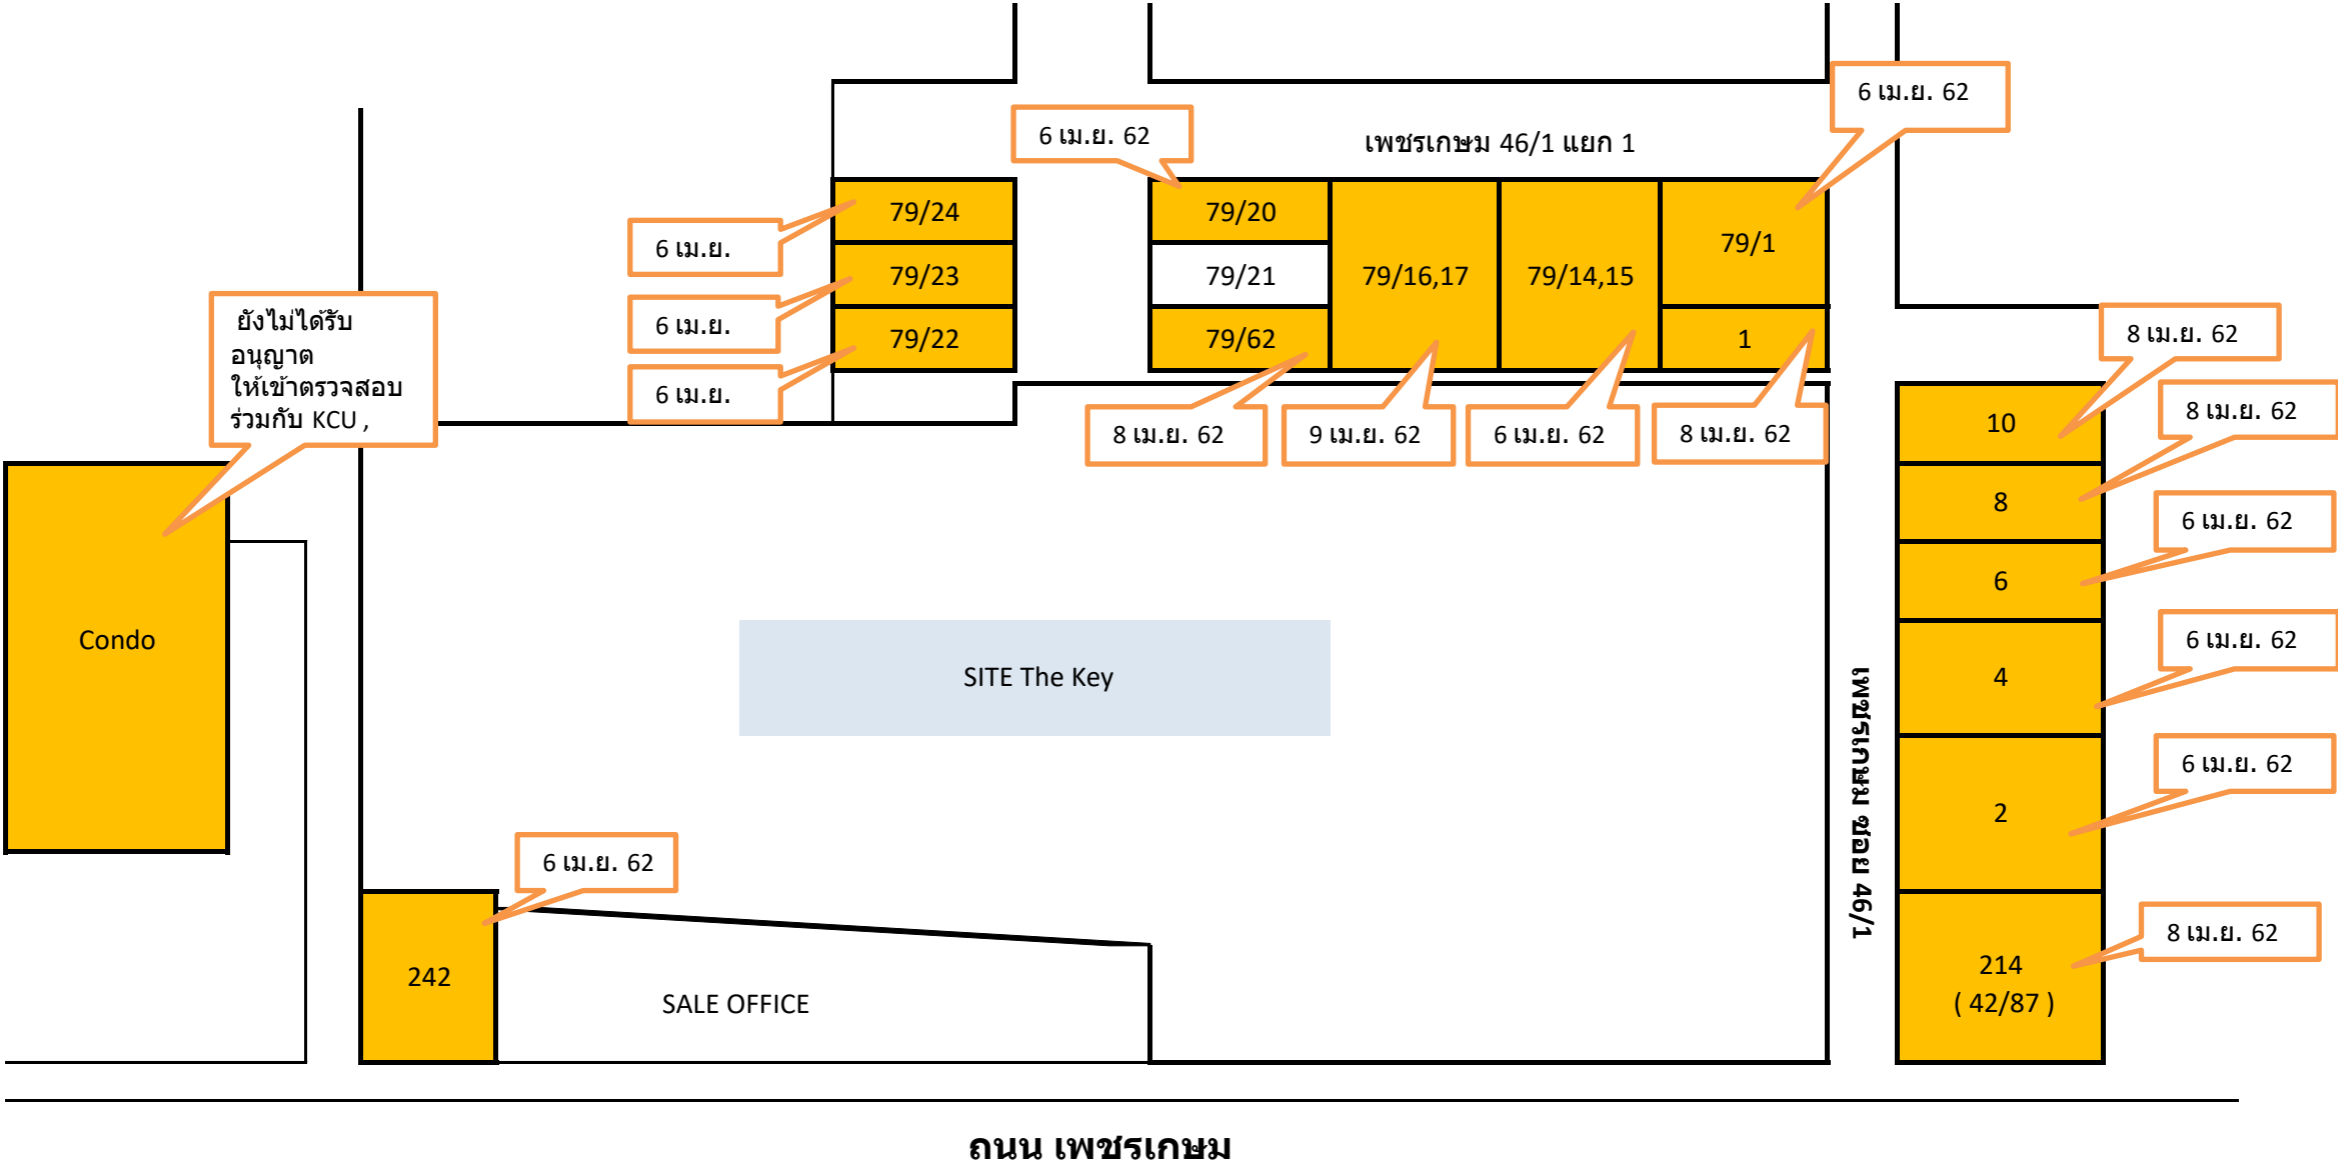 6 เม.ย. 62
6 เม.ย. 62
เพชรเกษม 46/1 แยก 1
79/24
79/20
6 เม.ย.
79/1
79/23
79/21
79/16,17
79/14,15
6 เม.ย.
ยังไม่ได้รับ
อนุญาต
ให้เข้าตรวจสอบ
ร่วมกับ KCU ,
79/22
79/62
1
8 เม.ย. 62
6 เม.ย.
8 เม.ย. 62
9 เม.ย. 62
6 เม.ย. 62
8 เม.ย. 62
10
8 เม.ย. 62
8
6 เม.ย. 62
6
Condo
SITE The Key
4
6 เม.ย. 62
6 เม.ย. 62
2
เพชรเกษม ซอย 46/1
6 เม.ย. 62
8 เม.ย. 62
242
SALE OFFICE
214
( 42/87 )
ถนน เพชรเกษม